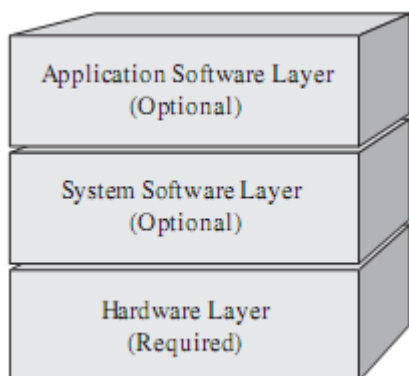 Application Software Layer
(Optional)
System Software Layer
(Optional)
Hardware Layer
(Required)